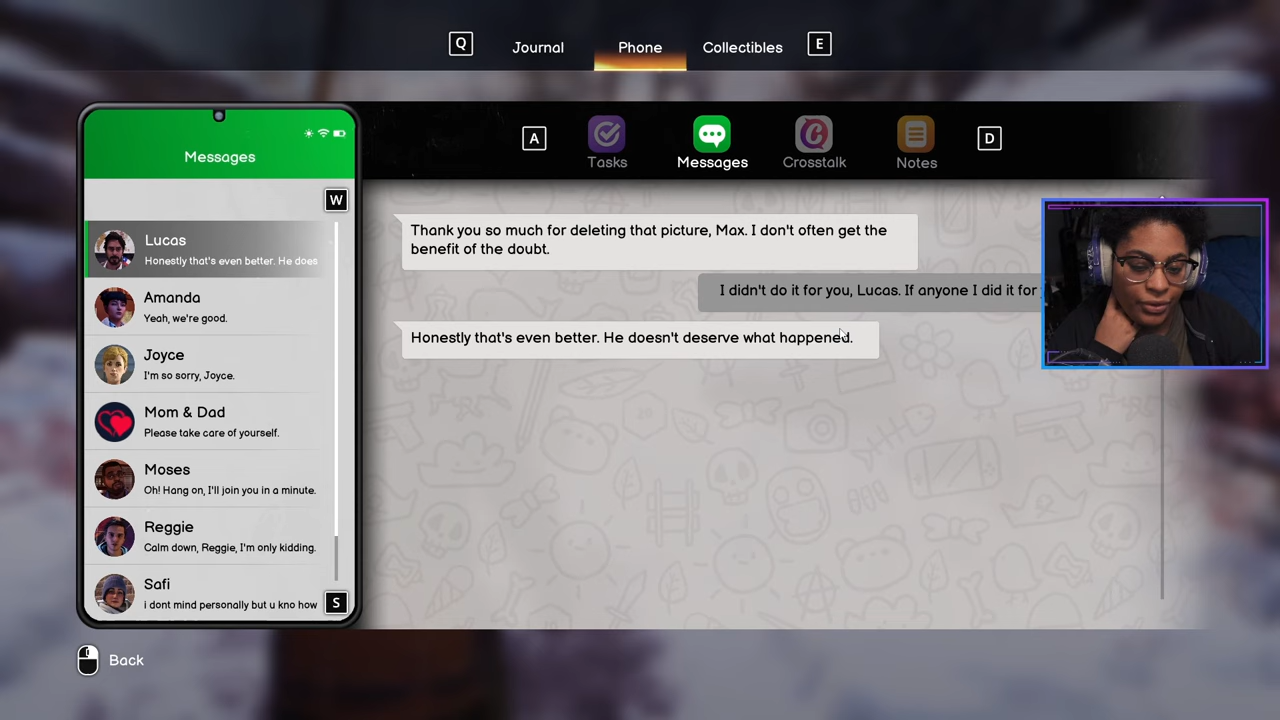 Q Journal Phone Collectibles E
Messages
A Tasks Messages Crosstalk Notes D
W
Lucas
Honestly that's even better. He does
Amanda
Yeah, we're good.
Joyce
I'm so sorry, Joyce.
Mom & Dad
Please take care of yourself.
Moses
Oh! Hang on, I'll join you in a minute.
Reggie
Calm down, Reggie, I'm only kidding.
Safi
i dont mind personally but u kno how
S
Thank you so much for deleting that picture, Max. I don't often get the
benefit of the doubt.
I didn't do it for you, Lucas. If anyone I did it for
Honestly that's even better. He doesn't deserve what happened.
Back